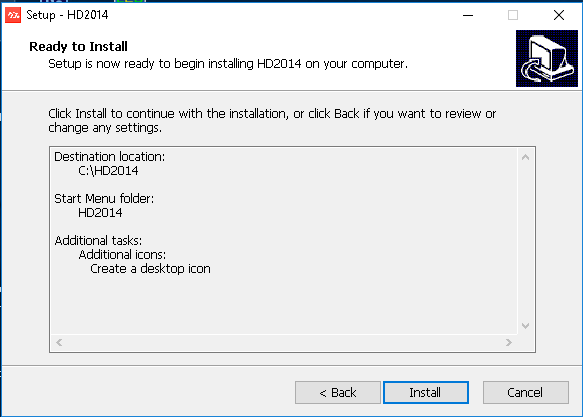 Setup - HD2014
Ready to Install
Setup is now ready to begin installing HD2014 on your computer.
Click Install to continue with the installation, or click Back if you want to review or
change any settings.
Destination location:
C:\HD2014
Start Menu folder:
HD2014
Additional tasks:
Additional icons:
Create a desktop icon
< Back
Install
Cancel